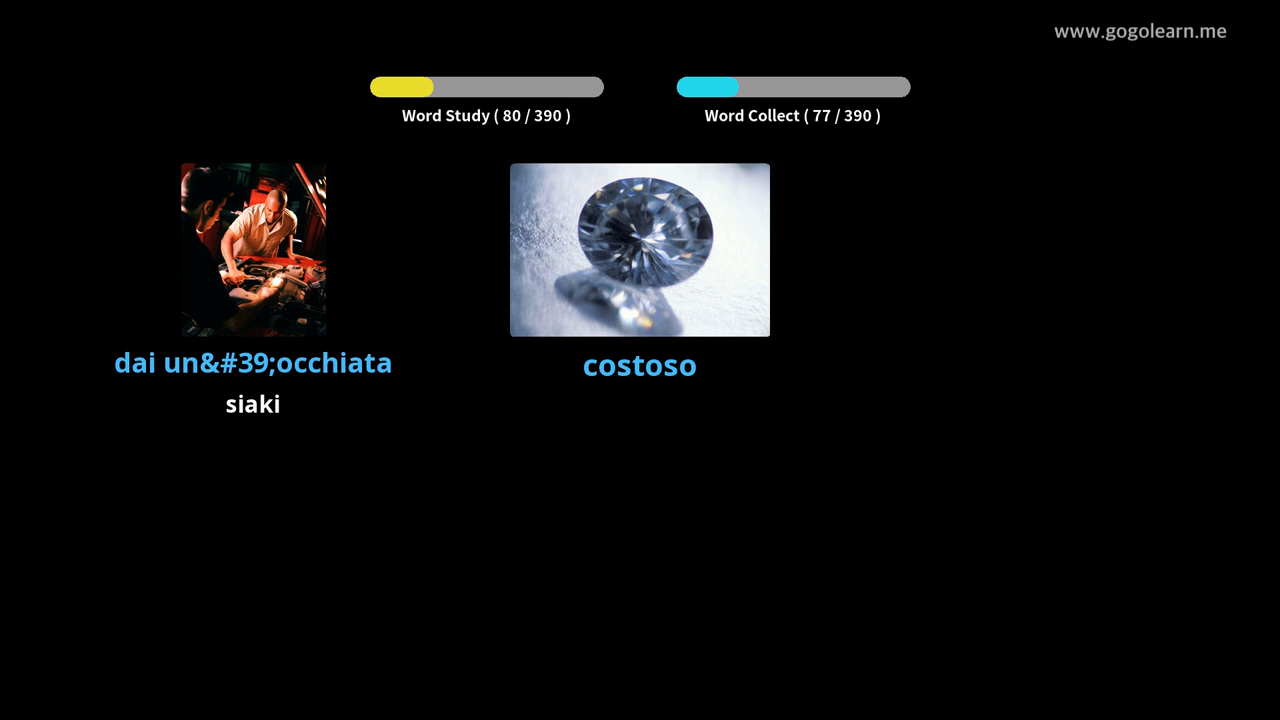 www.gogolearn.me
Word Study ( 80 / 390 )
Word Collect ( 77 / 390 )
dai un&#39;occhiata
costoso
siaki